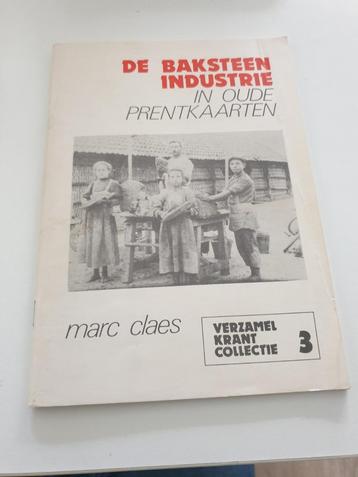 DE BAKSTEEN
INDUSTRIE
IN OUDE
PRENTKAARTEN
marc claes
VERZAMEL
KRANT
COLLECTIE 3